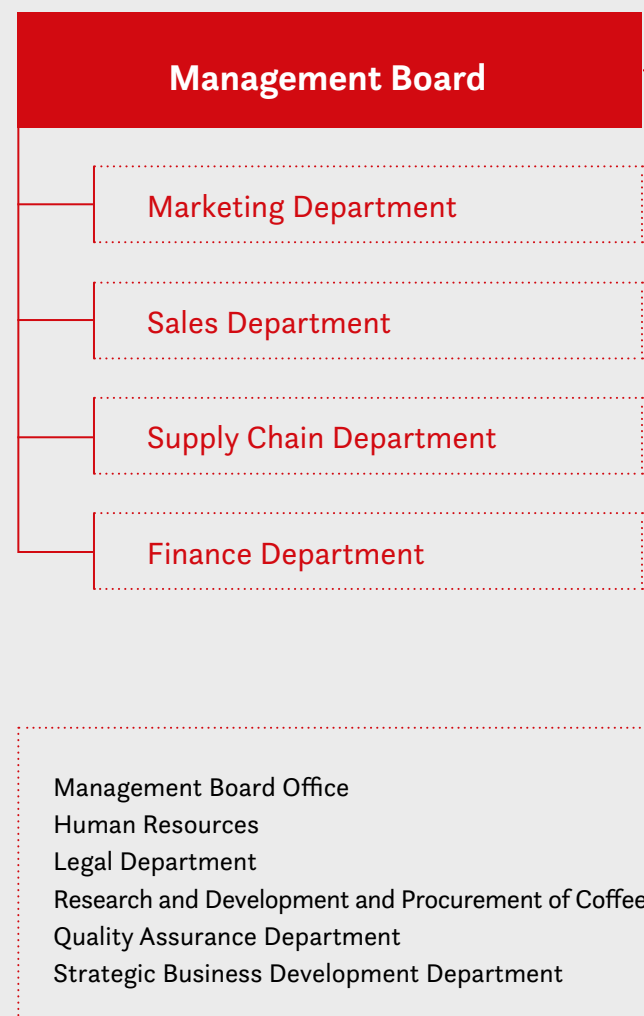 Management Board
Marketing Department
Sales Department
Supply Chain Department
Finance Department
Management Board Office
Human Resources
Legal Department
Research and Development and Procurement of Coffee
Quality Assurance Department
Strategic Business Development Department